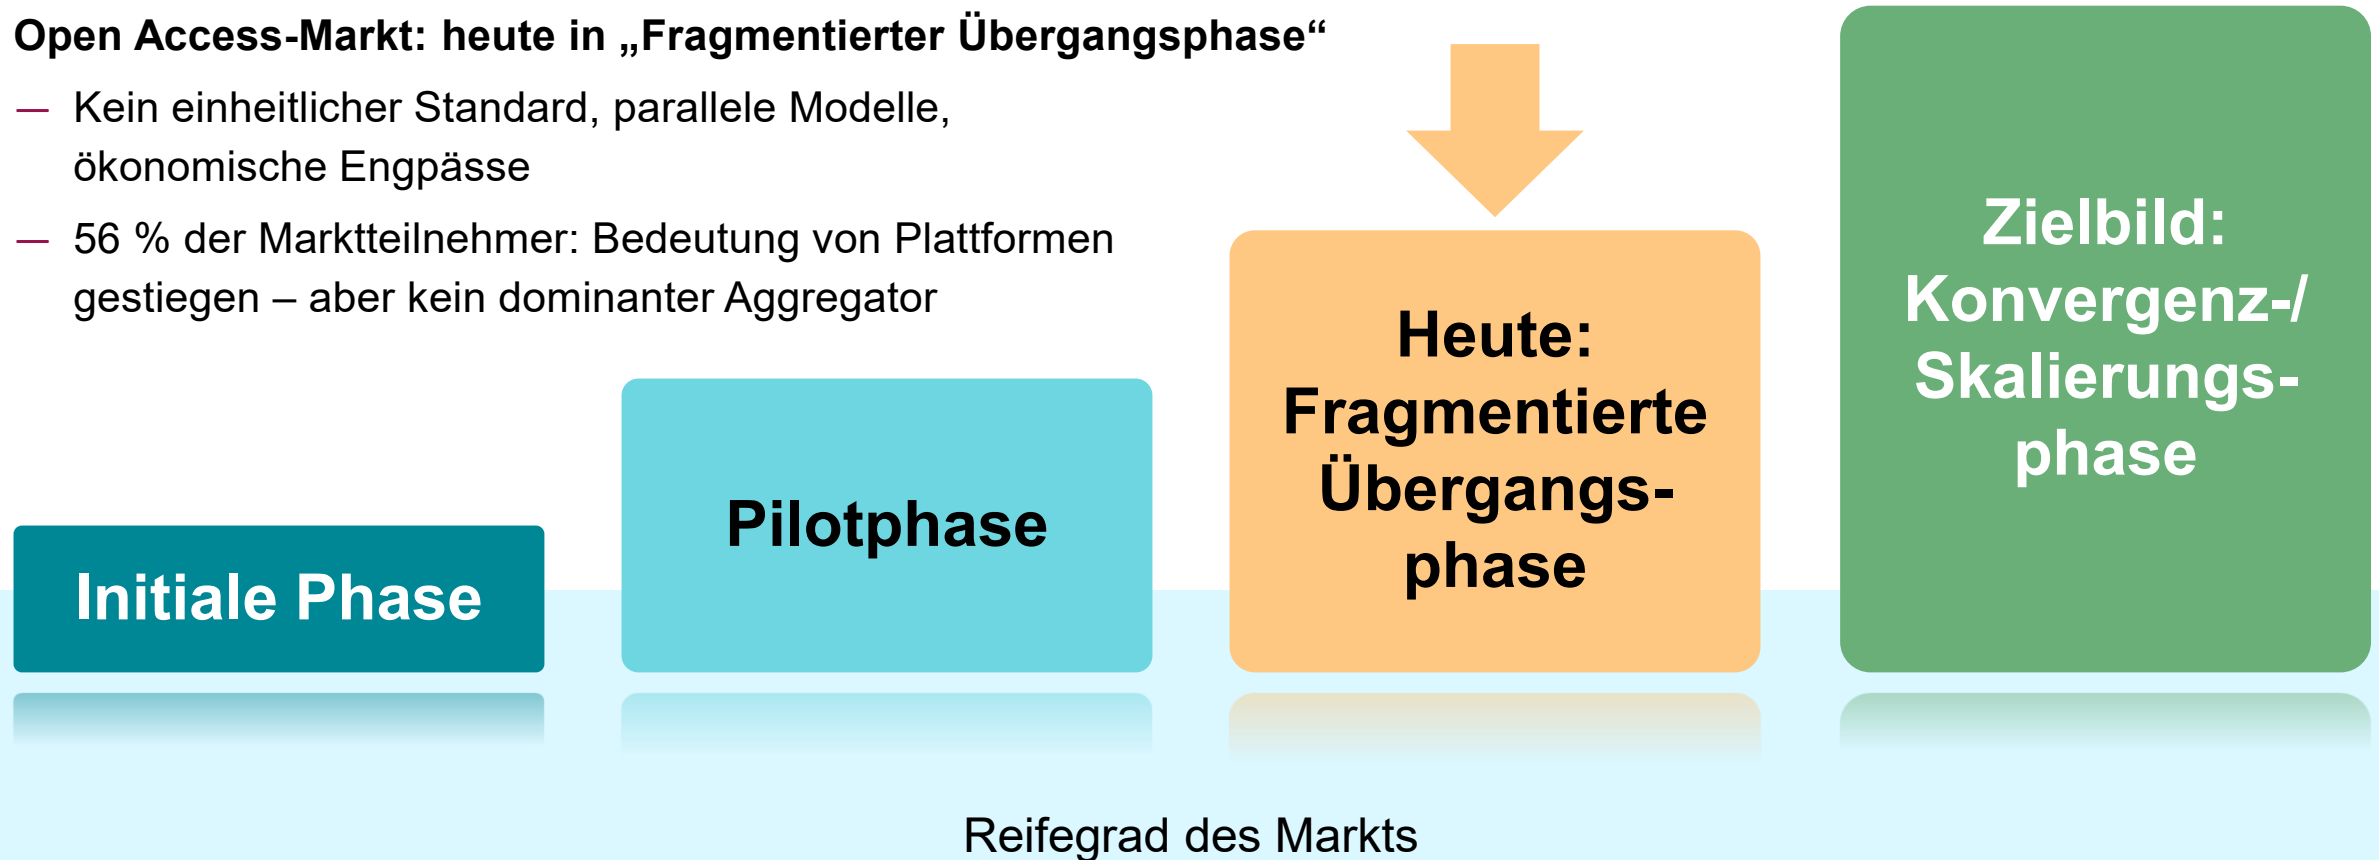 Open Access-Markt: heute in „Fragmentierter Übergangsphase“
— Kein einheitlicher Standard, parallele Modelle,
ökonomische Engpässe
— 56 % der Marktteilnehmer: Bedeutung von Plattformen
gestiegen – aber kein dominanter Aggregator
Initiale Phase
Pilotphase
Heute:
Fragmentierte
Übergangs-
phase
Zielbild:
Konvergenz-/
Skalierungs-
phase
Reifegrad des Markts